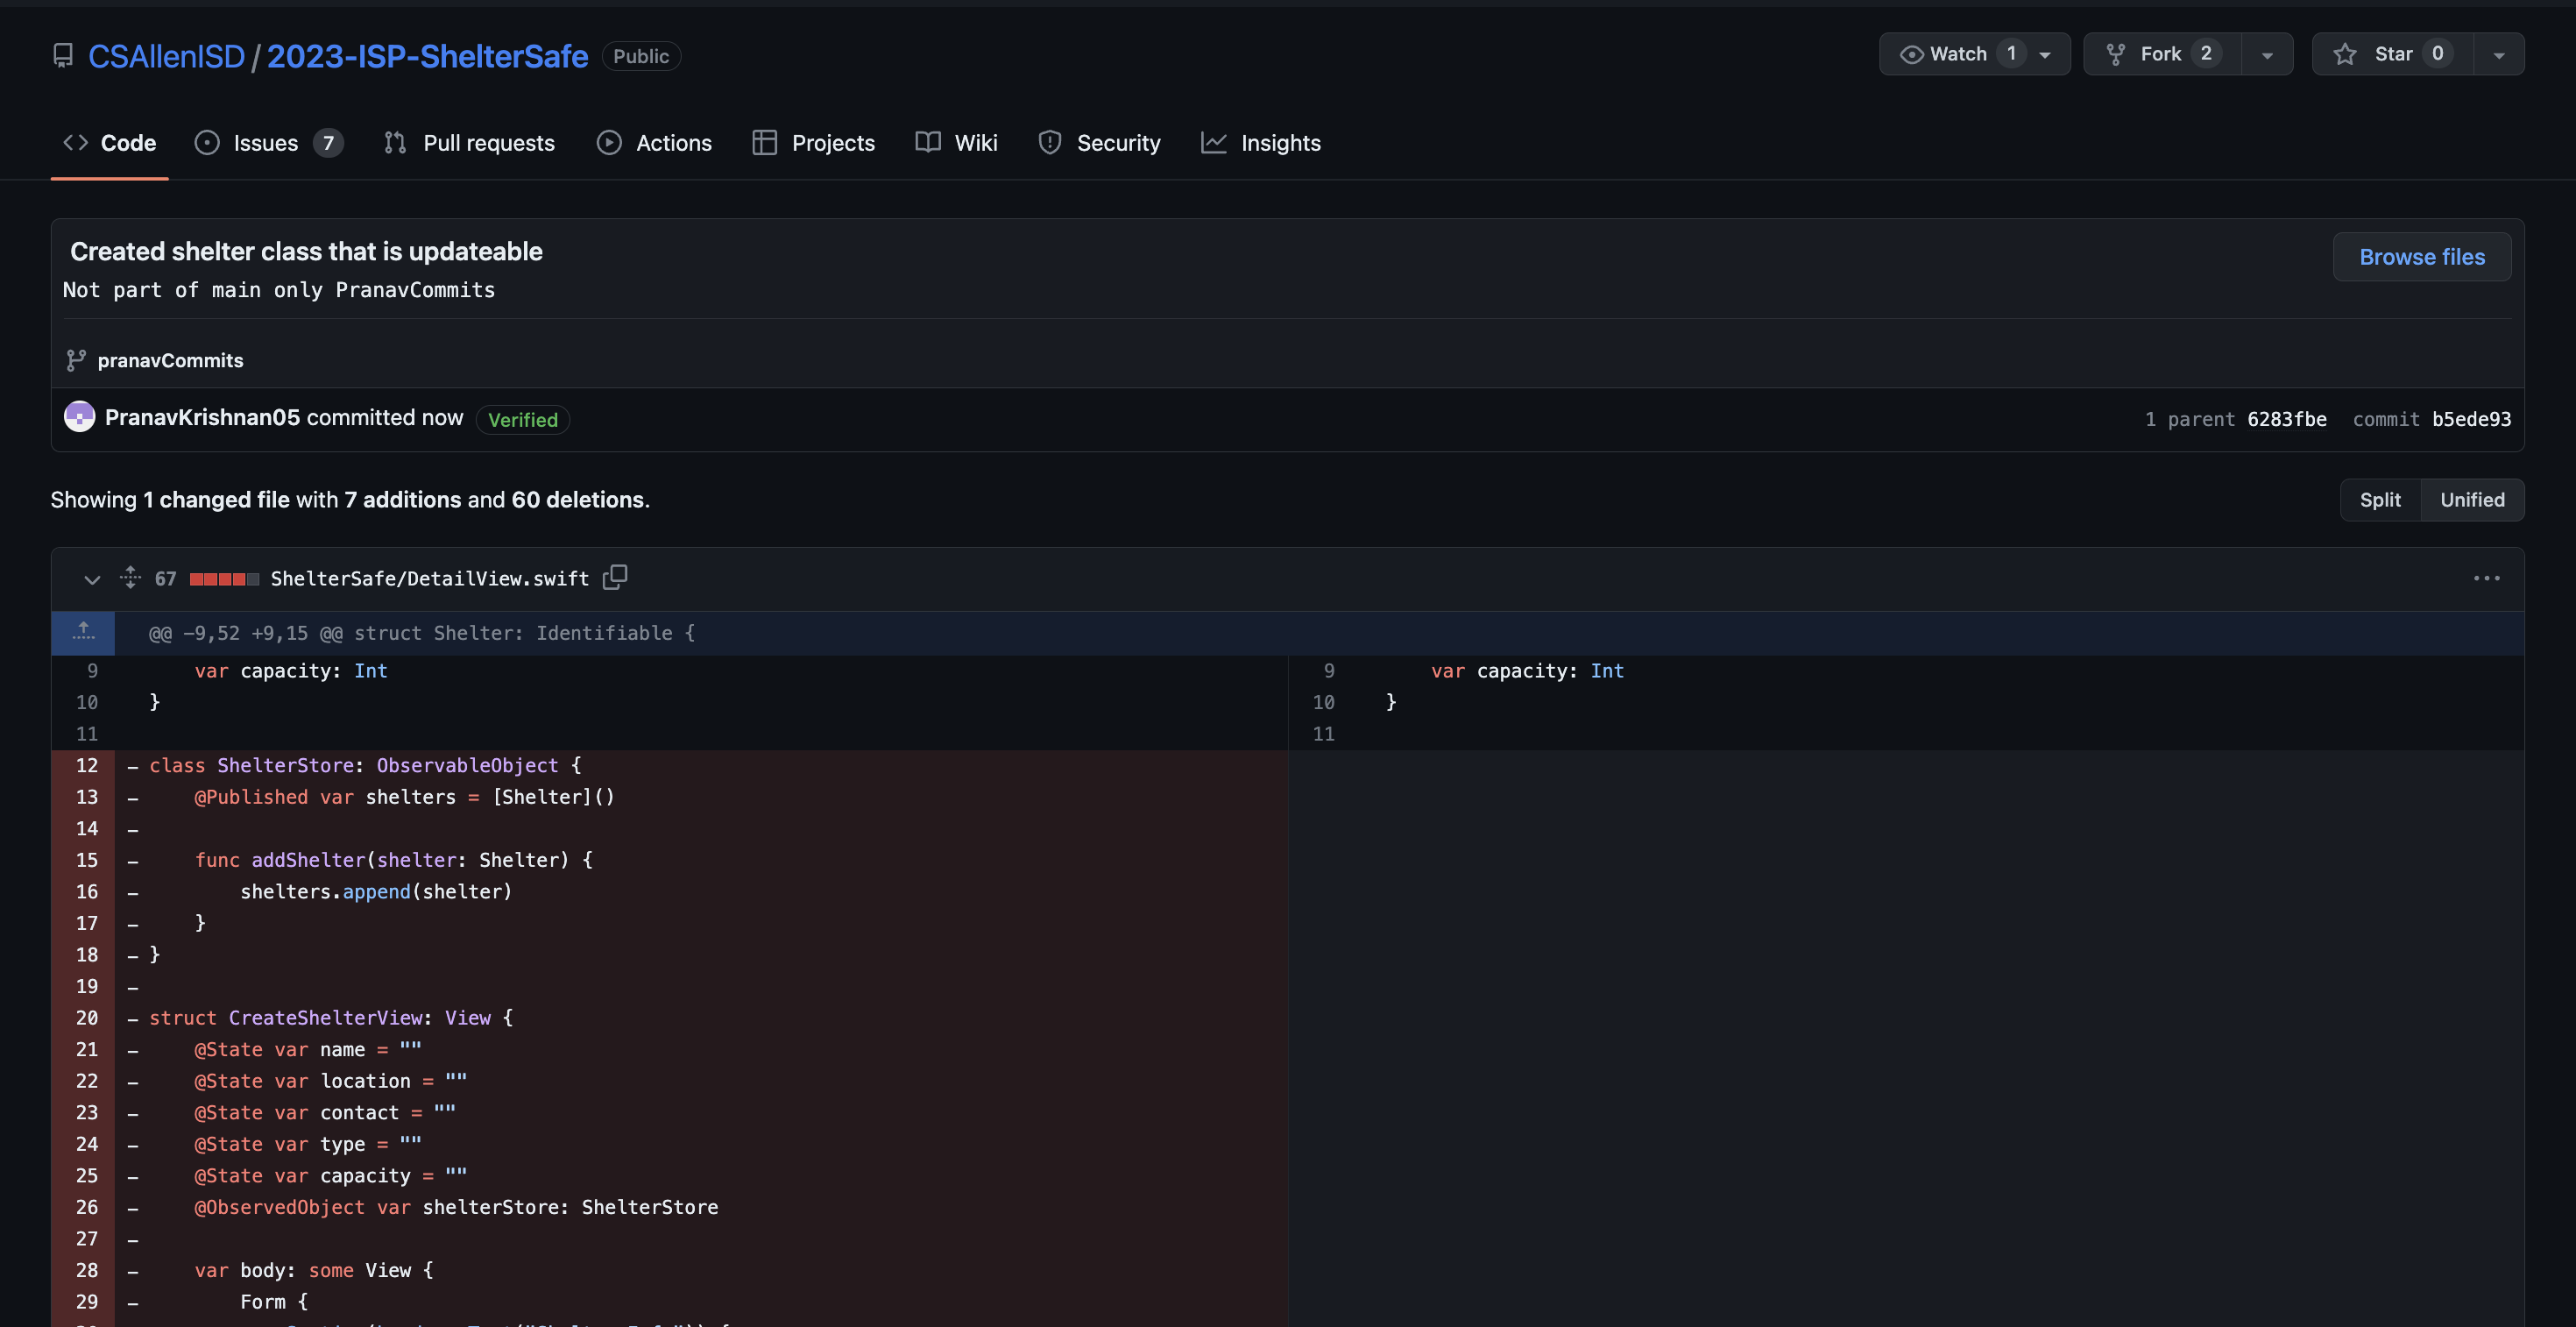 CSAllenISD / 2023-ISP-ShelterSafe Public
Watch 1 Fork 2 Star 0
Code Issues 7 Pull requests Actions Projects Wiki Security Insights
Created shelter class that is updateable
Browse files
Not part of main only PranavCommits
pranavCommits
PranavKrishnan05 committed now Verified 1 parent 6283fbe commit b5ede93
Showing 1 changed file with 7 additions and 60 deletions.
Split Unified
67 ShelterSafe/DetailView.swift
@@ -9,52 +9,15 @@ struct Shelter: Identifiable {
9 var capacity: Int 9 var capacity: Int
10 } 10 }
11 11
12 - class ShelterStore: ObservableObject {
13 - @Published var shelters = [Shelter]()
14 -
15 - func addShelter(shelter: Shelter) {
16 - shelters.append(shelter)
17 - }
18 - }
19 -
20 - struct CreateShelterView: View {
21 - @State var name = ""
22 - @State var location = ""
23 - @State var contact = ""
24 - @State var type = ""
25 - @State var capacity = ""
26 - @ObservedObject var shelterStore: ShelterStore
27 -
28 - var body: some View {
29 - Form {